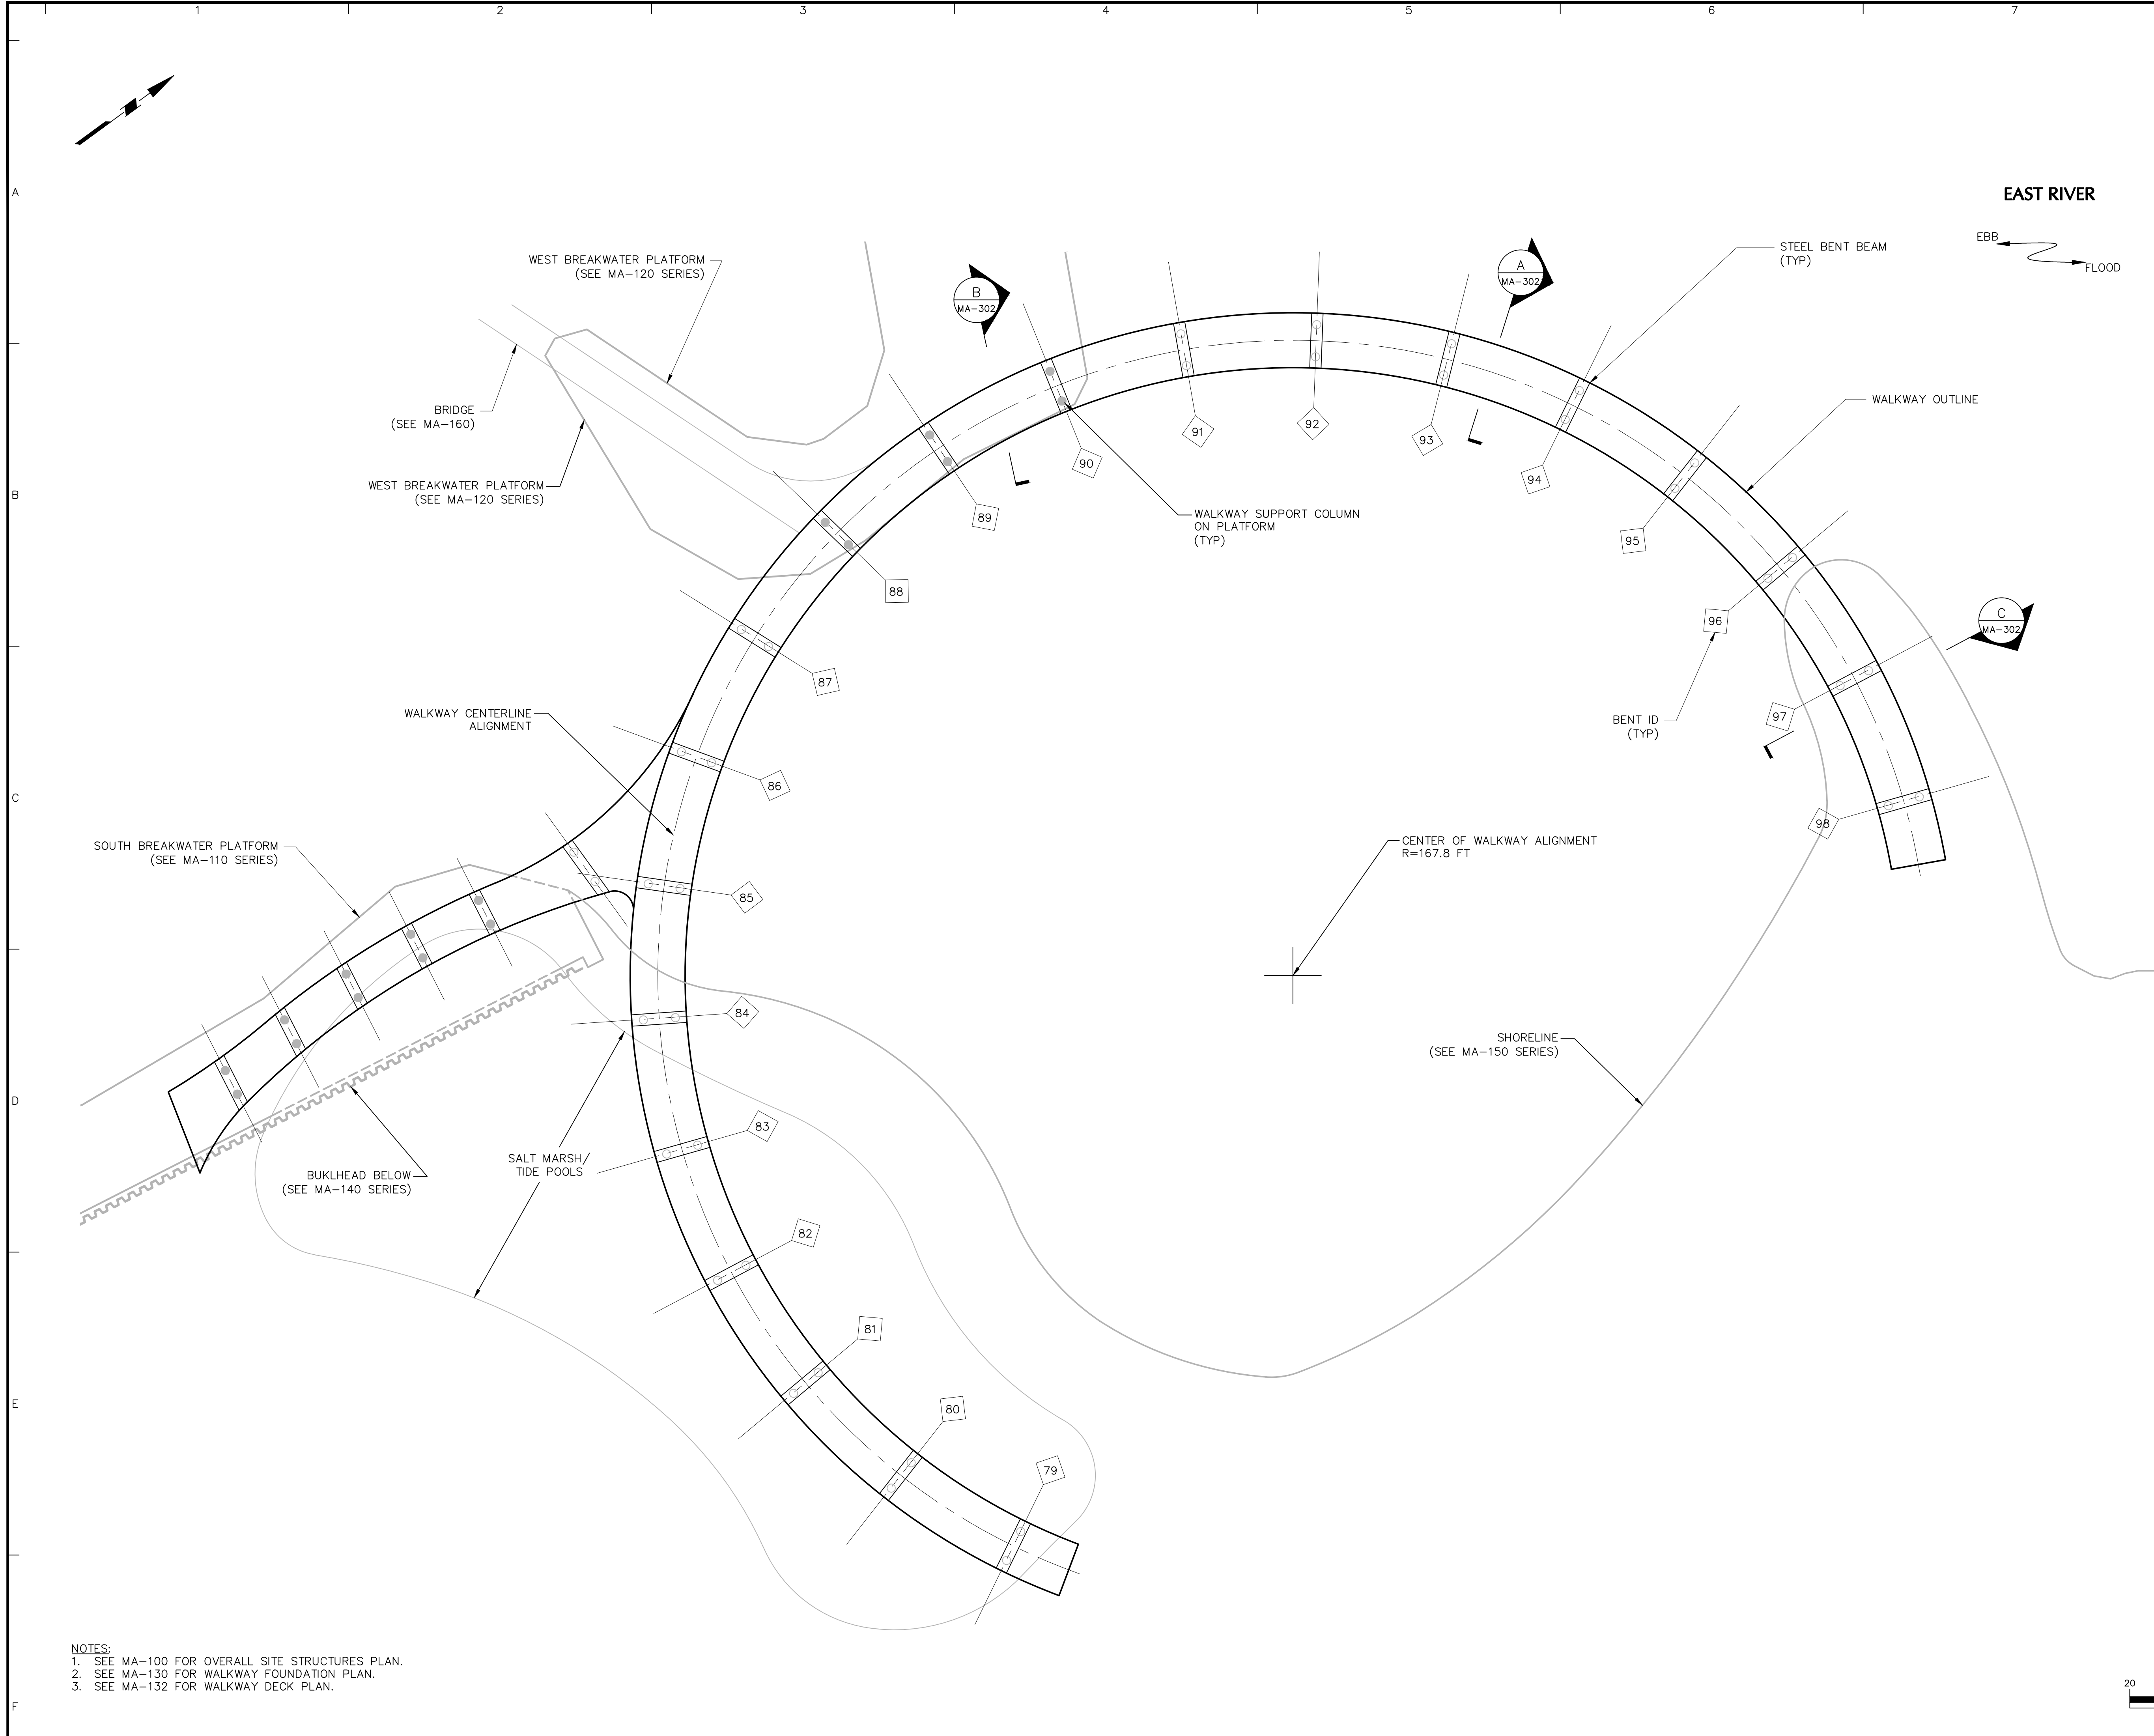 1 2 3 4 5 6 7
A
EAST RIVER
EBB
FLOOD
WEST BREAKWATER PLATFORM
(SEE MA-120 SERIES)
B
MA-302
A
MA-302
STEEL BENT BEAM
(TYP)
BRIDGE
(SEE MA-160)
WALKWAY OUTLINE
91
92
93
90
94
WEST BREAKWATER PLATFORM
(SEE MA-120 SERIES)
B
89
WALKWAY SUPPORT COLUMN
ON PLATFORM
(TYP)
95
88
96
C
MA-302
87
WALKWAY CENTERLINE
ALIGNMENT
BENT ID
(TYP)
97
86
C
98
SOUTH BREAKWATER PLATFORM
(SEE MA-110 SERIES)
CENTER OF WALKWAY ALIGNMENT
R=167.8 FT
85
84
SHORELINE
(SEE MA-150 SERIES)
D
83
SALT MARSH/
TIDE POOLS
BUKLHEAD BELOW
(SEE MA-140 SERIES)
82
81
E
80
79
NOTES:
1. SEE MA-100 FOR OVERALL SITE STRUCTURES PLAN.
2. SEE MA-130 FOR WALKWAY FOUNDATION PLAN.
3. SEE MA-132 FOR WALKWAY DECK PLAN.
20
F